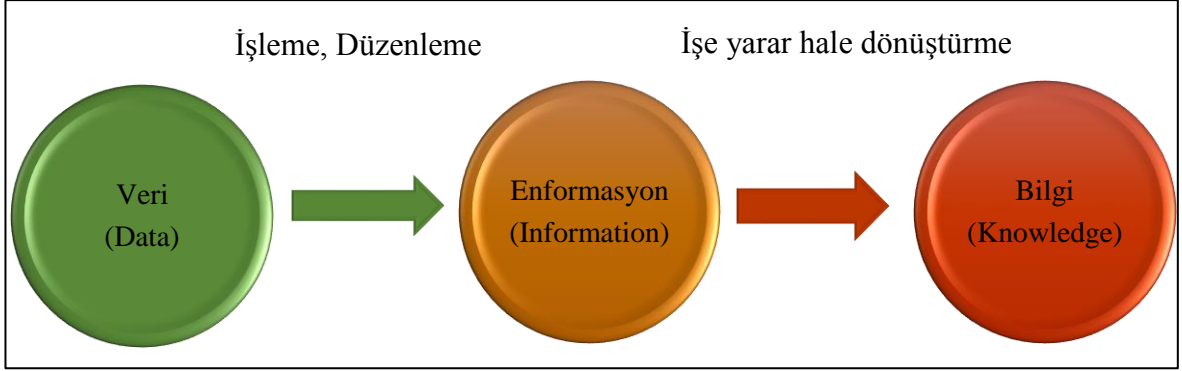 İşleme, Düzenleme
İşe yarar hale dönüştürme
Veri
(Data)
Enformasyon
(Information)
Bilgi
(Knowledge)